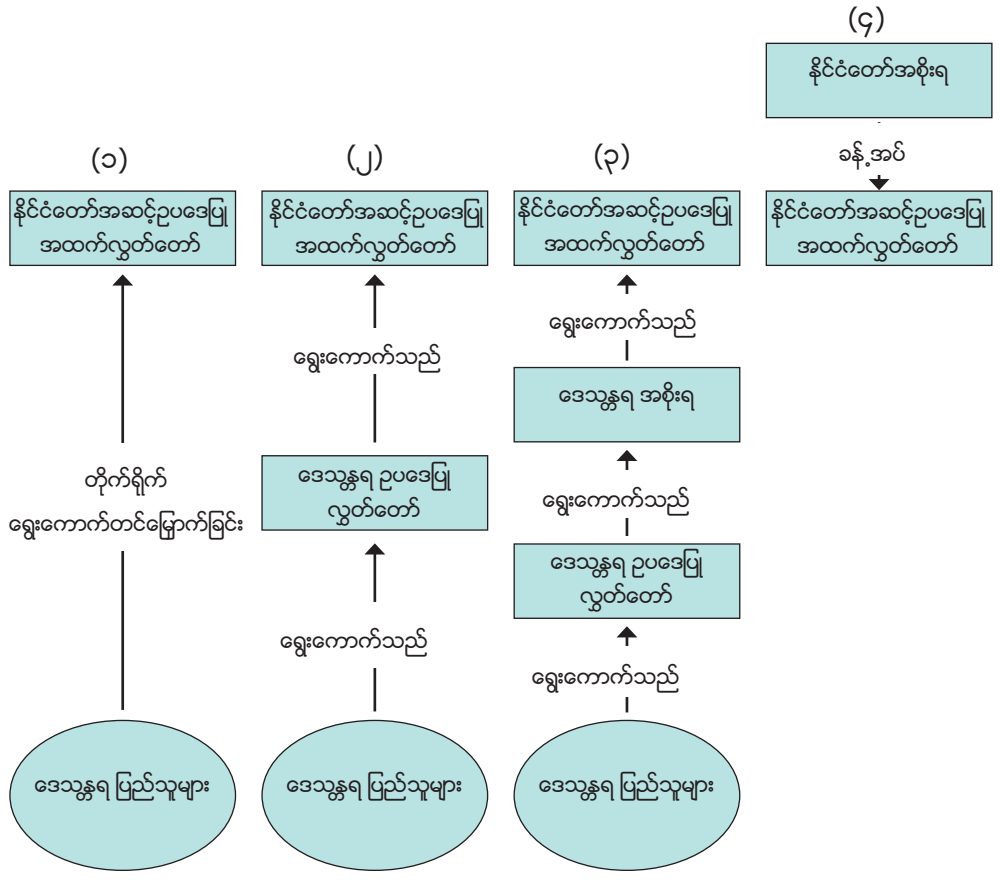 (၁)
နိုင်ငံတော်အဆင့်ဥပဒေပြု
အထက်လွှတ်တော်
တိုက်ရိုက်
ရွေးကောက်တင်မြှောက်ခြင်း
ဒေသန္တရ ပြည်သူများ
(၂)
နိုင်ငံတော်အဆင့်ဥပဒေပြု
အထက်လွှတ်တော်
ရွေးကောက်သည်
ဒေသန္တရ ဥပဒေပြု
လွှတ်တော်
ရွေးကောက်သည်
ဒေသန္တရ ပြည်သူများ
(၃)
နိုင်ငံတော်အဆင့်ဥပဒေပြု
အထက်လွှတ်တော်
ရွေးကောက်သည်
ဒေသန္တရ အစိုးရ
ရွေးကောက်သည်
ဒေသန္တရ ဥပဒေပြု
လွှတ်တော်
ရွေးကောက်သည်
ဒေသန္တရ ပြည်သူများ
(၄)
နိုင်ငံတော်အစိုးရ
ခန့်အပ်
နိုင်ငံတော်အဆင့်ဥပဒေပြု
အထက်လွှတ်တော်